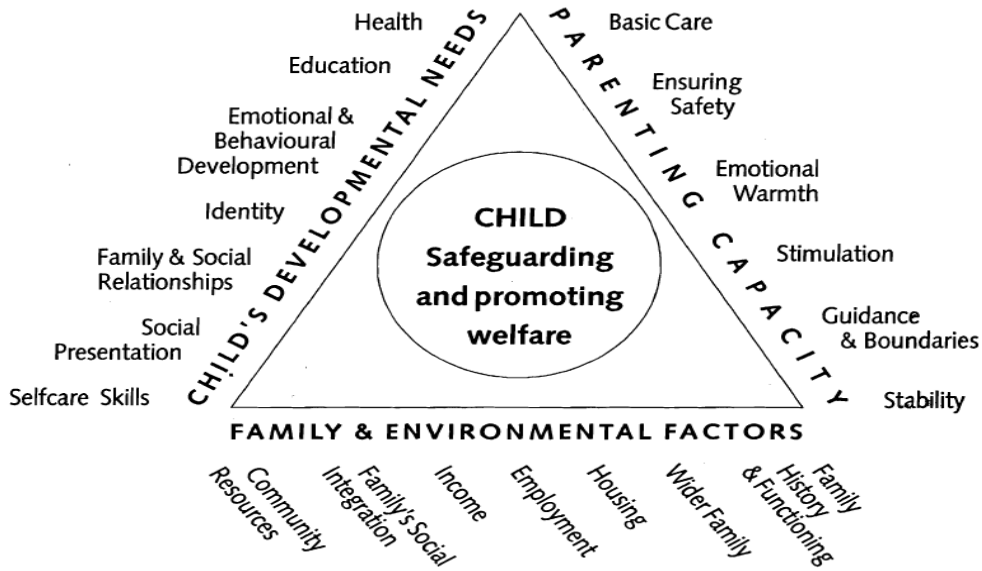 Health
Education
Emotional &
Behavioural
Development
Identity
Family & Social
Relationships
Social
Presentation
Selfcare Skills
CHILD'S DEVELOPMENTAL NEEDS
PARENTING CAPACITY
Basic Care
Ensuring
Safety
Emotional
Warmth
Stimulation
Guidance
& Boundaries
Stability
CHILD
Safeguarding
and promoting
welfare
FAMILY & ENVIRONMENTAL FACTORS
Community
Resources
Family's Social
Integration
Income
Employment
Housing
Wider Family
Family
History
& Functioning